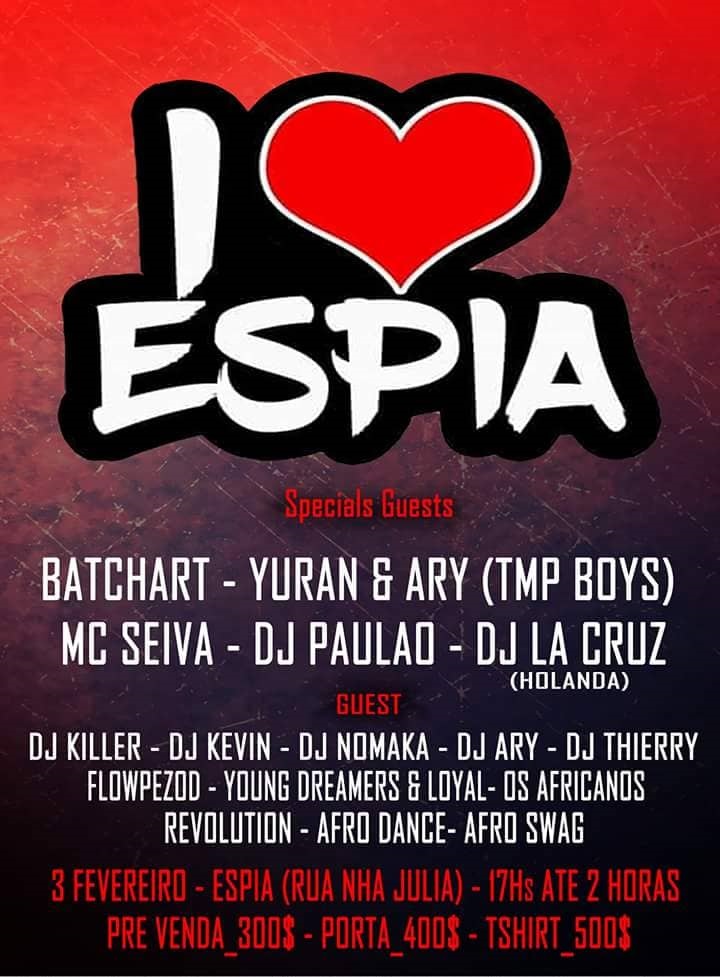 I
ESPIA
Specials Guests
BATCHART - YURAN & ARY (TMP BOYS)
MC SEIVA - DJ PAULAO - DJ LA CRUZ
(HOLANDA)
GUEST
DJ KILLER - DJ KEVIN - DJ NOMAKA - DJ ARY - DJ THIERRY
FLOWPEZOD - YOUNG DREAMERS & LOYAL- OS AFRICANOS
REVOLUTION - AFRO DANCE- AFRO SWAG
3 FEVEREIRO - ESPIA (RUA NHA JULIA) - 17Hs ATE 2 HORAS
PRE VENDA_300$ - PORTA_400$ - TSHIRT_500$